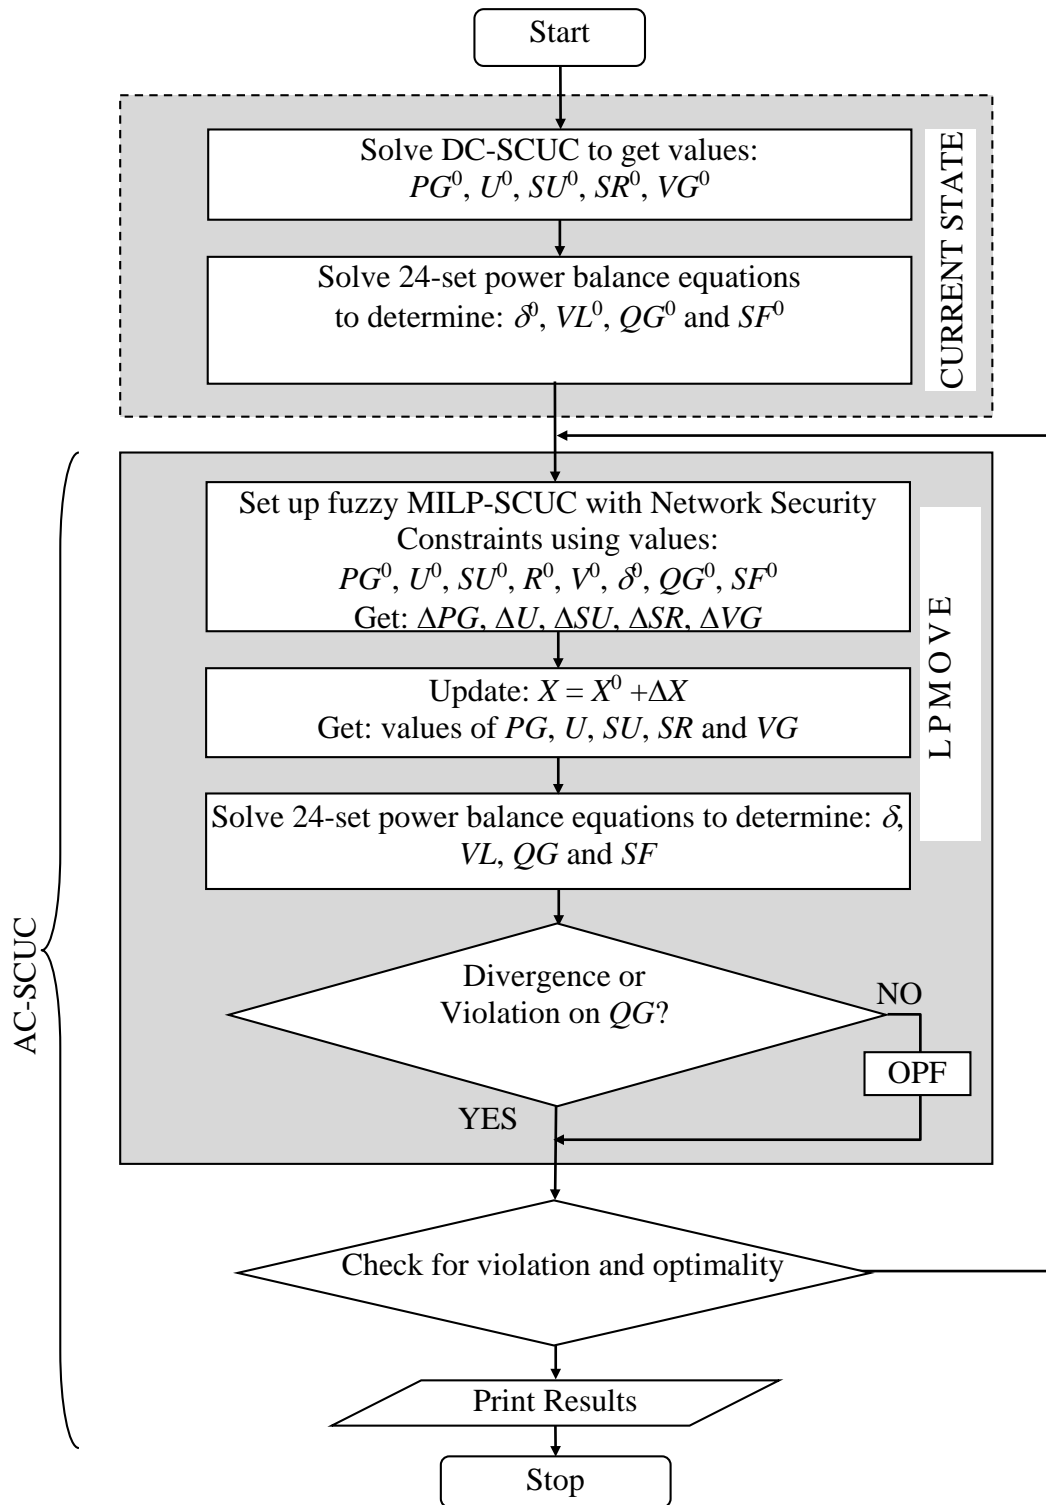 Start
Solve DC-SCUC to get values:
PG⁰, U⁰, SU⁰, SR⁰, VG⁰
Solve 24-set power balance equations
to determine: δ⁰, VL⁰, QG⁰ and SF⁰
CURRENT STATE
Set up fuzzy MILP-SCUC with Network Security
Constraints using values:
PG⁰, U⁰, SU⁰, R⁰, V⁰, δ⁰, QG⁰, SF⁰
Get: ΔPG, ΔU, ΔSU, ΔSR, ΔVG
Update: X = X⁰ +ΔX
Get: values of PG, U, SU, SR and VG
Solve 24-set power balance equations to determine: δ,
VL, QG and SF
LPMOVE
Divergence or
Violation on QG?
NO
OPF
YES
AC-SCUC
Check for violation and optimality
Print Results
Stop